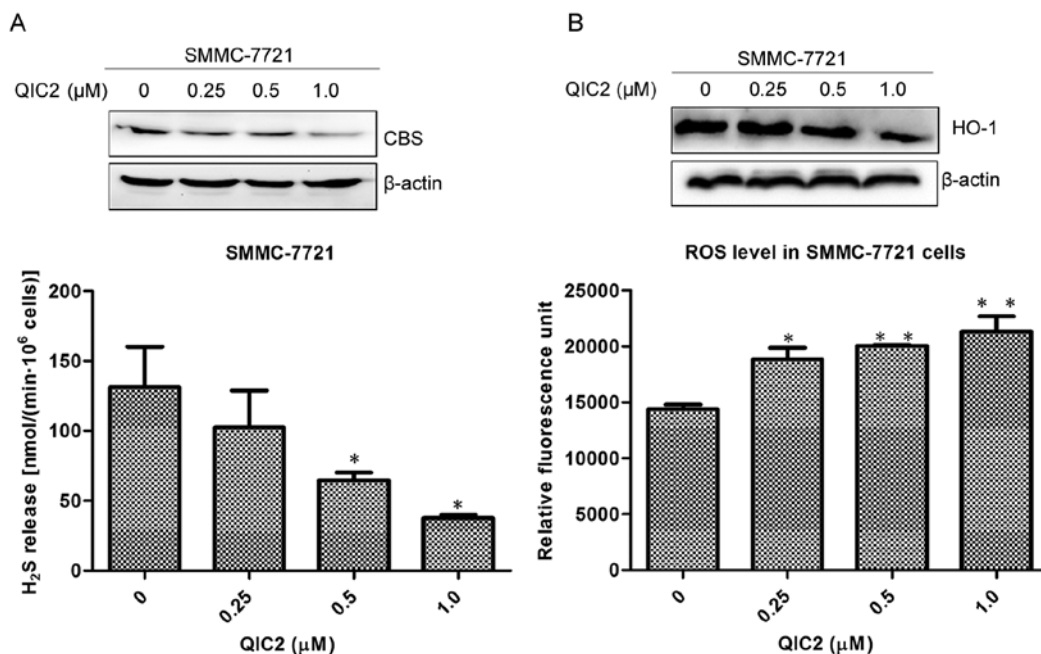 A
SMMC-7721
QIC2 (µM) 0 0.25 0.5 1.0
CBS
β-actin
SMMC-7721
H₂S release [nmol/(min·10⁶ cells)]
200
150
100
50
0
*
*
0 0.25 0.5 1.0
QIC2 (µM)
B
SMMC-7721
QIC2 (µM) 0 0.25 0.5 1.0
HO-1
β-actin
ROS level in SMMC-7721 cells
Relative fluorescence unit
25000
20000
15000
10000
5000
0
*
* *
* *
0 0.25 0.5 1.0
QIC2 (µM)